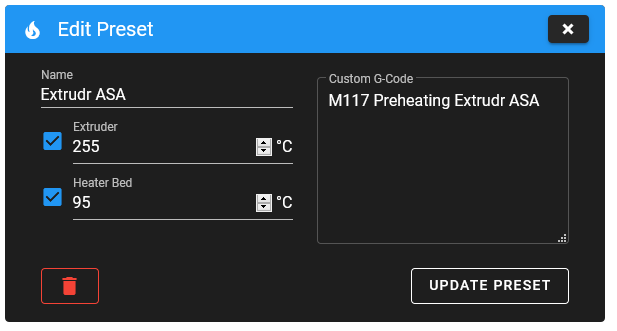 Edit Preset
Name
Extrudr ASA
Extruder
255 °C
Heater Bed
95 °C
Custom G-Code
M117 Preheating Extrudr ASA
UPDATE PRESET